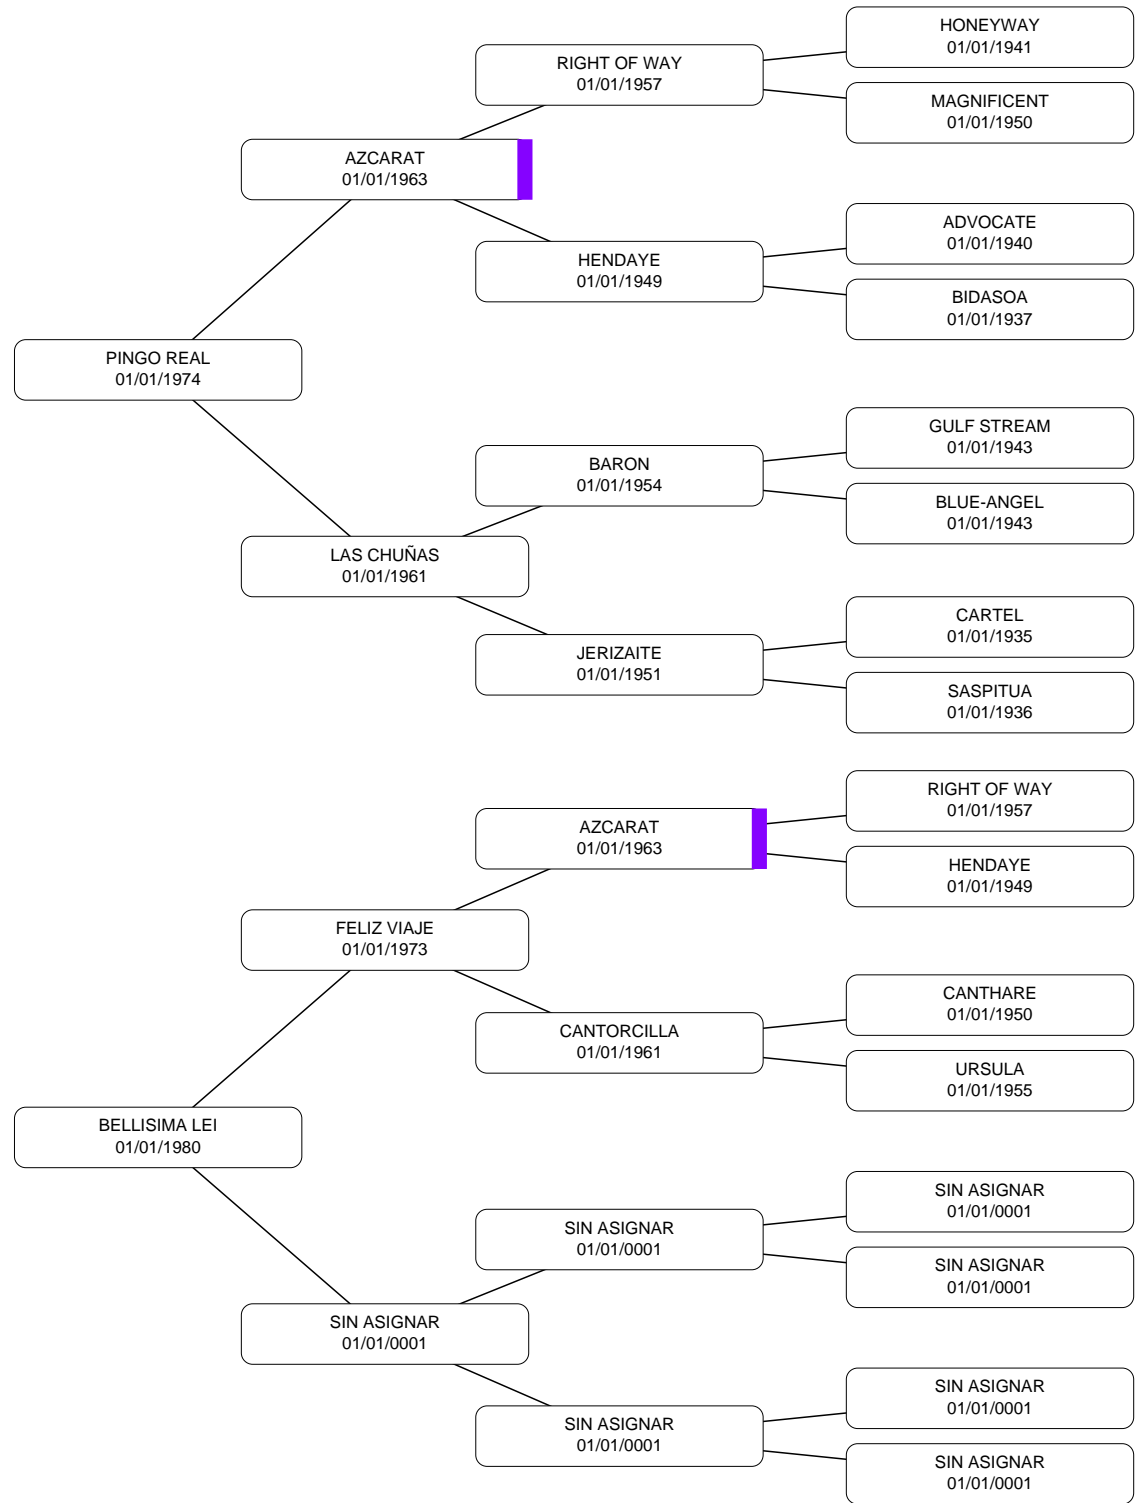 HONEYWAY
01/01/1941
RIGHT OF WAY
01/01/1957
MAGNIFICENT
01/01/1950
AZCARAT
01/01/1963
ADVOCATE
01/01/1940
HENDAYE
01/01/1949
BIDASOA
01/01/1937
PINGO REAL
01/01/1974
GULF STREAM
01/01/1943
BARON
01/01/1954
BLUE-ANGEL
01/01/1943
LAS CHUÑAS
01/01/1961
CARTEL
01/01/1935
JERIZAITE
01/01/1951
SASPITUA
01/01/1936
RIGHT OF WAY
01/01/1957
AZCARAT
01/01/1963
HENDAYE
01/01/1949
FELIZ VIAJE
01/01/1973
CANTHARE
01/01/1950
CANTORCILLA
01/01/1961
URSULA
01/01/1955
BELLISIMA LEI
01/01/1980
SIN ASIGNAR
01/01/0001
SIN ASIGNAR
01/01/0001
SIN ASIGNAR
01/01/0001
SIN ASIGNAR
01/01/0001
SIN ASIGNAR
01/01/0001
SIN ASIGNAR
01/01/0001
SIN ASIGNAR
01/01/0001